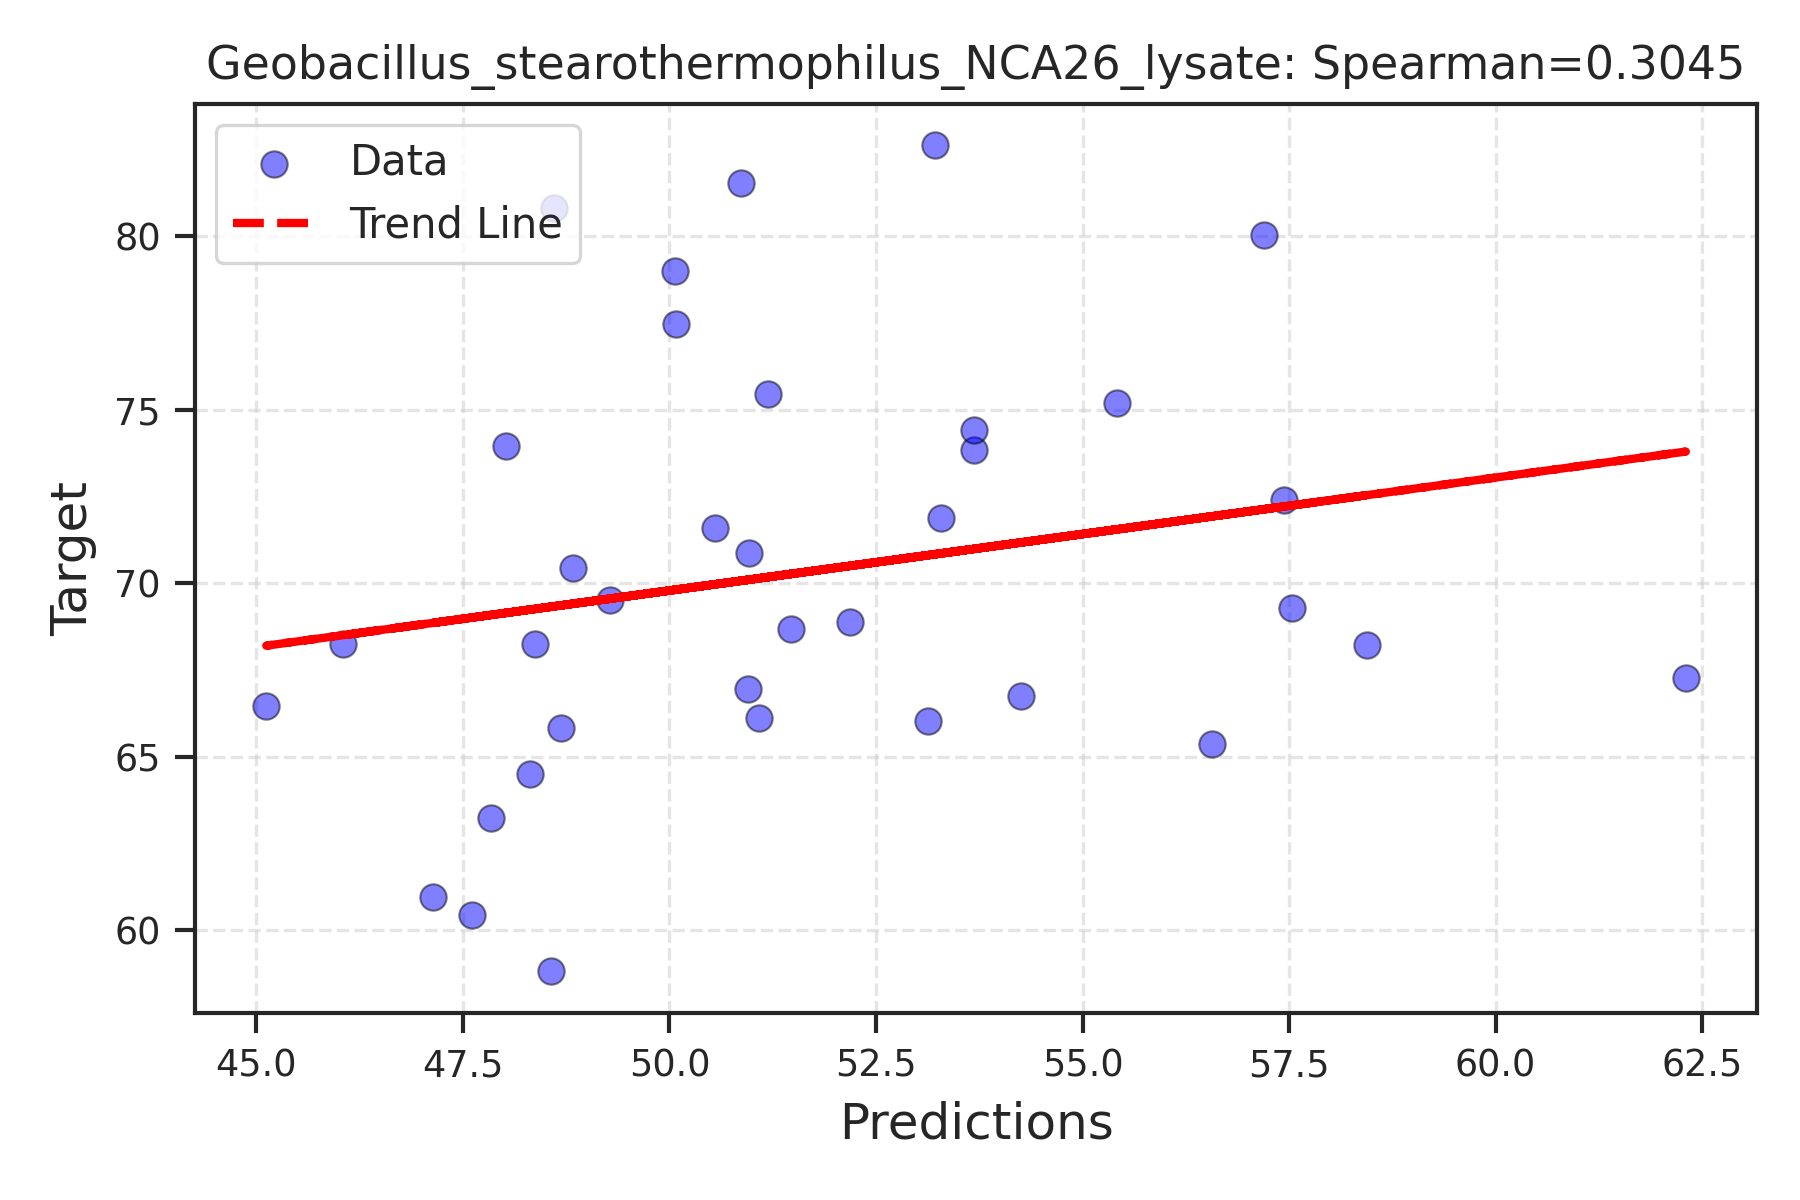 Geobacillus_stearothermophilus_NCA26_lysate: Spearman=0.3045
Data
Trend Line
80
75
70
65
60
Target
45.0 47.5 50.0 52.5 55.0 57.5 60.0 62.5
Predictions